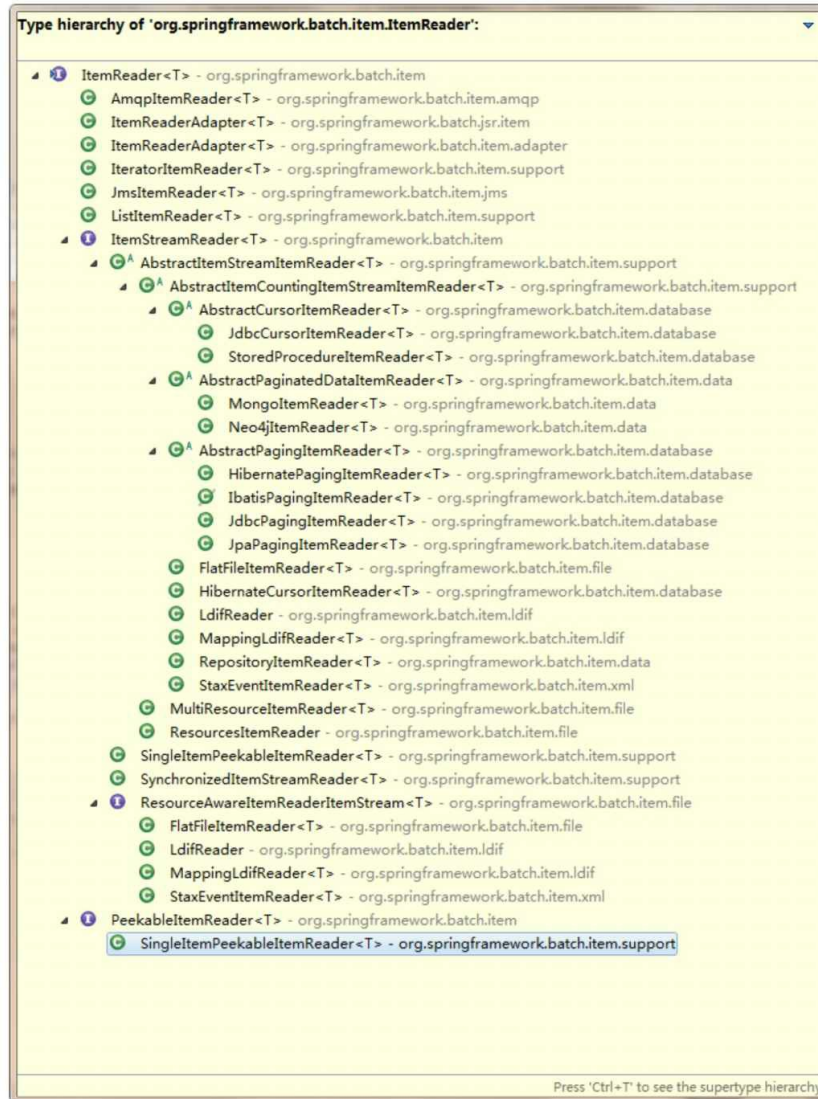 Type hierarchy of 'org.springframework.batch.item.ItemReader':
ItemReader<T> - org.springframework.batch.item
AmqpItemReader<T> - org.springframework.batch.item.amqp
ItemReaderAdapter<T> - org.springframework.batch.jsr.item
ItemReaderAdapter<T> - org.springframework.batch.item.adapter
IteratorItemReader<T> - org.springframework.batch.item.support
JmsItemReader<T> - org.springframework.batch.item.jms
ListItemReader<T> - org.springframework.batch.item.support
ItemStreamReader<T> - org.springframework.batch.item
AbstractItemStreamItemReader<T> - org.springframework.batch.item.support
AbstractItemCountingItemStreamItemReader<T> - org.springframework.batch.item.support
AbstractCursorItemReader<T> - org.springframework.batch.item.database
JdbcCursorItemReader<T> - org.springframework.batch.item.database
StoredProcedureItemReader<T> - org.springframework.batch.item.database
AbstractPaginatedDataItemReader<T> - org.springframework.batch.item.data
MongoItemReader<T> - org.springframework.batch.item.data
Neo4jItemReader<T> - org.springframework.batch.item.data
AbstractPagingItemReader<T> - org.springframework.batch.item.database
HibernatePagingItemReader<T> - org.springframework.batch.item.database
IbatisPagingItemReader<T> - org.springframework.batch.item.database
JdbcPagingItemReader<T> - org.springframework.batch.item.database
JpaPagingItemReader<T> - org.springframework.batch.item.database
FlatFileItemReader<T> - org.springframework.batch.item.file
HibernateCursorItemReader<T> - org.springframework.batch.item.database
LdifReader - org.springframework.batch.item.ldif
MappingLdifReader<T> - org.springframework.batch.item.ldif
RepositoryItemReader<T> - org.springframework.batch.item.data
StaxEventItemReader<T> - org.springframework.batch.item.xml
MultiResourceItemReader<T> - org.springframework.batch.item.file
ResourcesItemReader - org.springframework.batch.item.file
SingleItemPeekableItemReader<T> - org.springframework.batch.item.support
SynchronizedItemStreamReader<T> - org.springframework.batch.item.support
ResourceAwareItemReaderItemStream<T> - org.springframework.batch.item.file
FlatFileItemReader<T> - org.springframework.batch.item.file
LdifReader - org.springframework.batch.item.ldif
MappingLdifReader<T> - org.springframework.batch.item.ldif
StaxEventItemReader<T> - org.springframework.batch.item.xml
PeekableItemReader<T> - org.springframework.batch.item
SingleItemPeekableItemReader<T> - org.springframework.batch.item.support
Press 'Ctrl+T' to see the supertype hierarchy